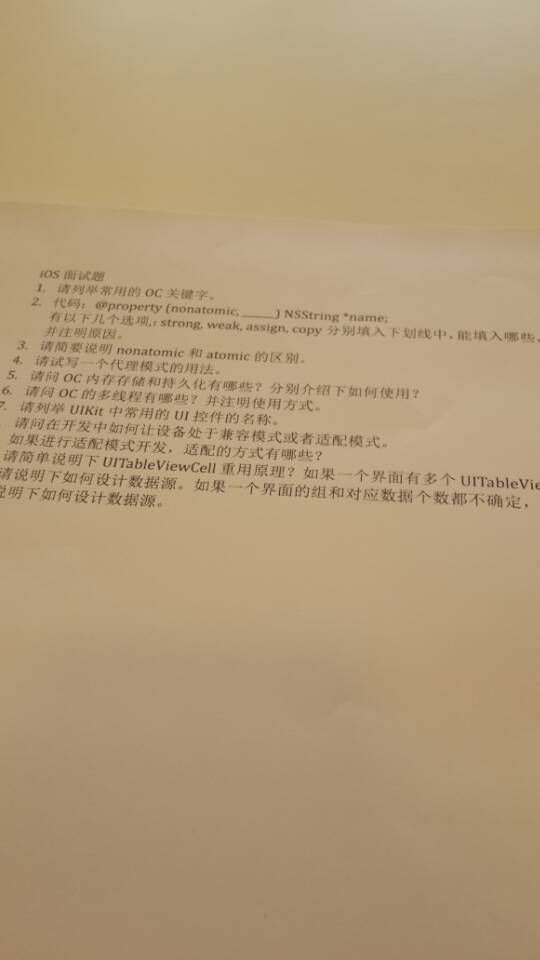 iOS 面试题
1. 请列举常用的 OC 关键字。
2. 代码：@property (nonatomic, _____) NSString *name;
有以下几个选项,: strong, weak, assign, copy 分别填入下划线中，能填入哪些，
并注明原因。
3. 请简要说明 nonatomic 和 atomic 的区别。
4. 请试写一个代理模式的用法。
5. 请问 OC 内存存储和持久化有哪些？分别介绍下如何使用？
6. 请问 OC 的多线程有哪些？并注明使用方式。
7. 请列举 UIKit 中常用的 UI 控件的名称。
请问在开发中如何让设备处于兼容模式或者适配模式。
如果进行适配模式开发，适配的方式有哪些？
请简单说明下 UITableViewCell 重用原理？如果一个界面有多个 UITableVie
请说明下如何设计数据源。如果一个界面的组和对应数据个数都不确定，
说明下如何设计数据源。